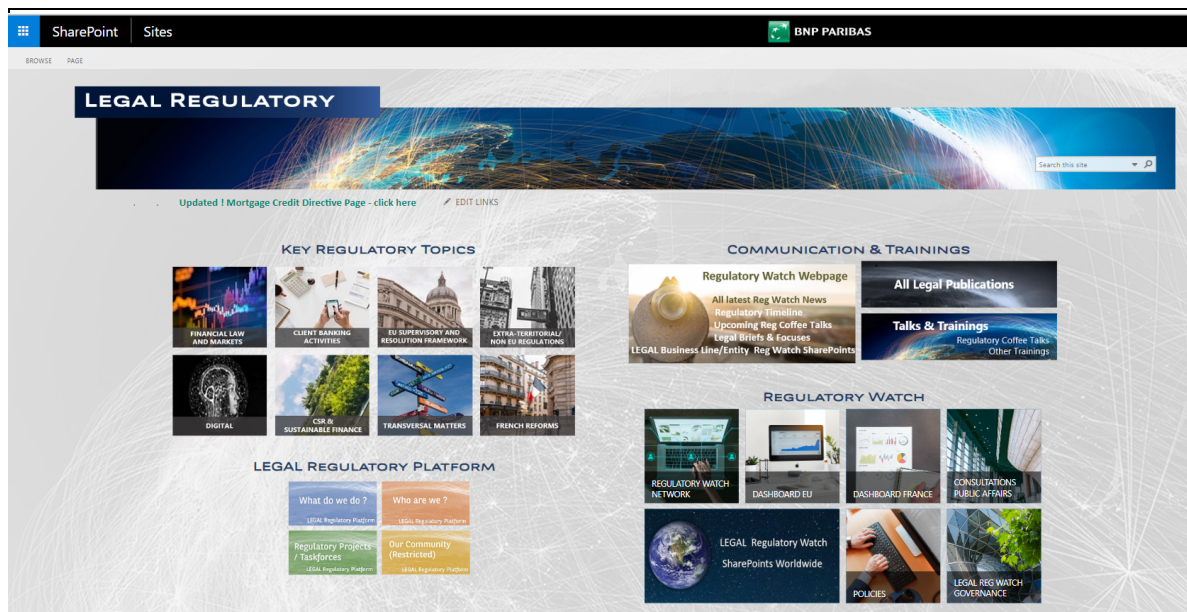 SharePoint Sites BNP PARIBAS
BROWSE PAGE
LEGAL REGULATORY
Search this site
. . Updated ! Mortgage Credit Directive Page - click here EDIT LINKS
KEY REGULATORY TOPICS
FINANCIAL LAW
AND MARKETS
CLIENT BANKING
ACTIVITIES
EU SUPERVISORY AND
RESOLUTION FRAMEWORK
EXTRA-TERRITORIAL/
NON EU REGULATIONS
DIGITAL
CSR &
SUSTAINABLE FINANCE
TRANSVERSAL MATTERS
FRENCH REFORMS
LEGAL REGULATORY PLATFORM
What do we do ?
LEGAL Regulatory Platform
Who are we ?
LEGAL Regulatory Platform
Regulatory Projects
/ Taskforces
LEGAL Regulatory Platform
Our Community
(Restricted)
LEGAL Regulatory Platform
COMMUNICATION & TRAININGS
Regulatory Watch Webpage
All latest Reg Watch News
Regulatory Timeline
Upcoming Reg Coffee Talks
Legal Briefs & Focuses
LEGAL Business Line/Entity Reg Watch SharePoints
All Legal Publications
Talks & Trainings
Regulatory Coffee Talks
Other Trainings
REGULATORY WATCH
REGULATORY WATCH
NETWORK
DASHBOARD EU
DASHBOARD FRANCE
CONSULTATIONS
PUBLIC AFFAIRS
LEGAL Regulatory Watch
SharePoints Worldwide
POLICIES
LEGAL REG WATCH
GOVERNANCE